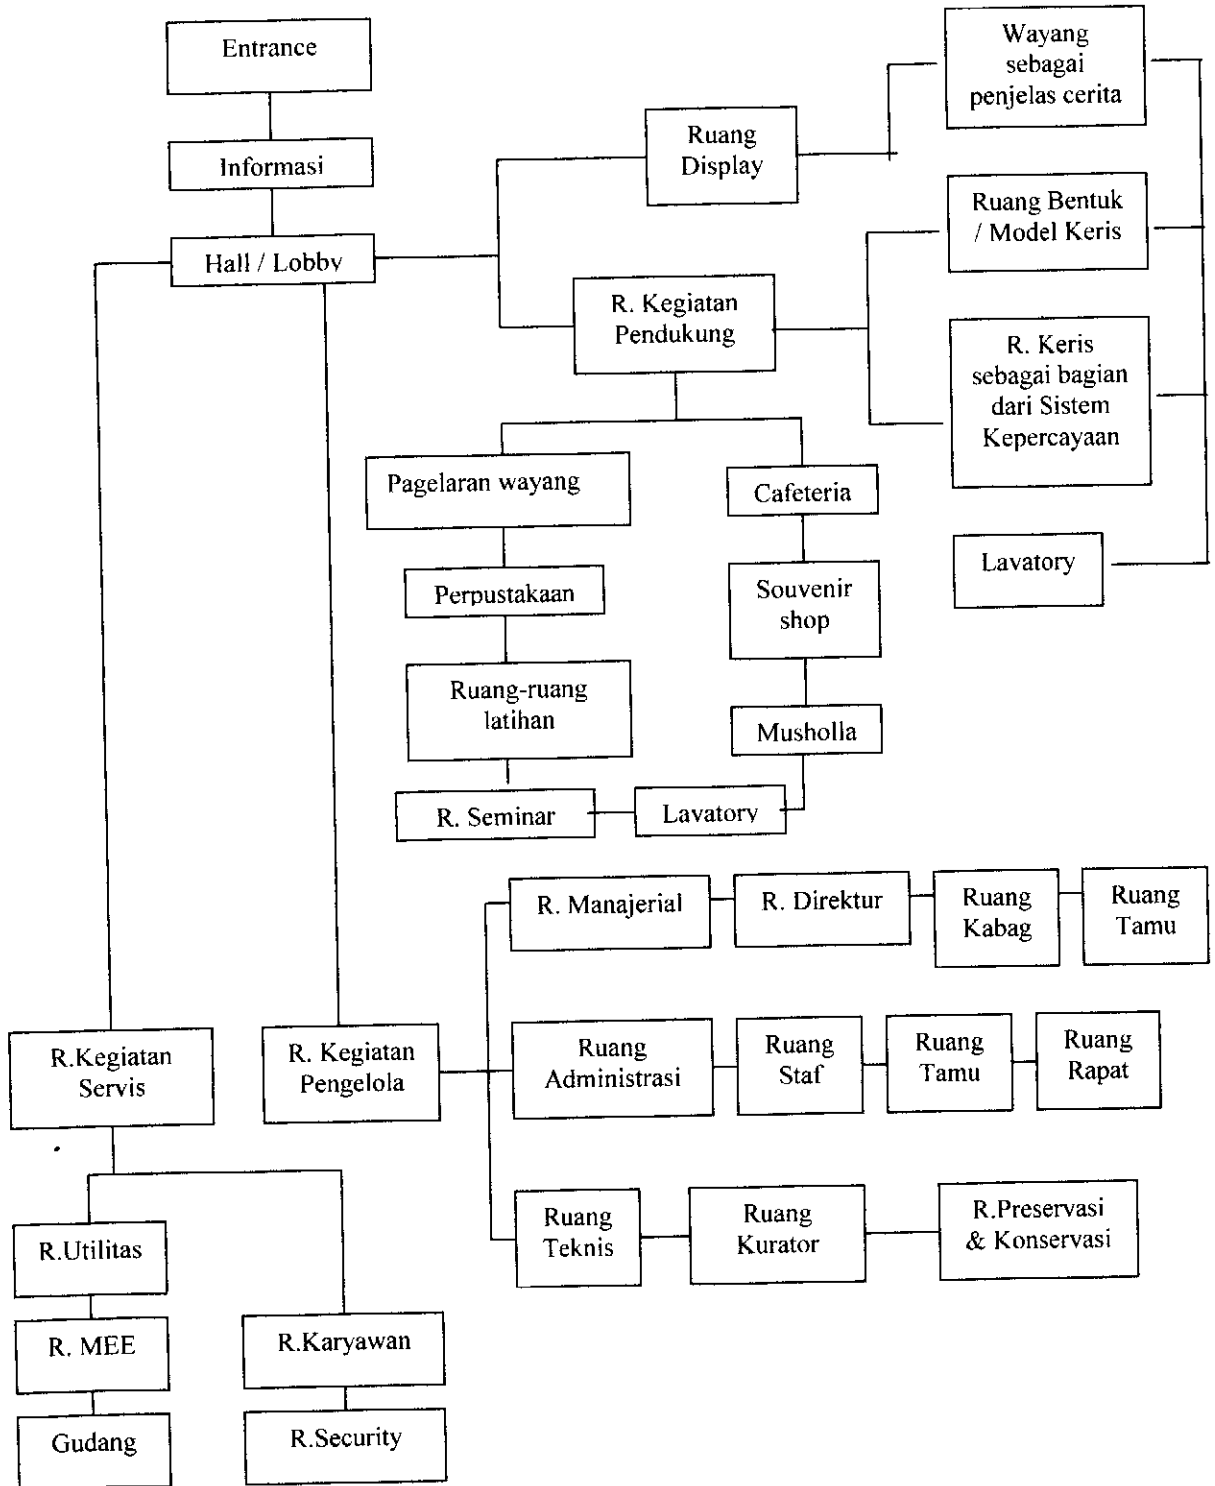 Entrance
Informasi
Hall / Lobby
Ruang
Display
R. Kegiatan
Pendukung
Wayang
sebagai
penjelas cerita
Ruang Bentuk
/ Model Keris
R. Keris
sebagai bagian
dari Sistem
Kepercayaan
Lavatory
Pagelaran wayang
Perpustakaan
Ruang-ruang
latihan
R. Seminar
Cafeteria
Souvenir
shop
Musholla
Lavatory
R. Manajerial
R. Direktur
Ruang
Kabag
Ruang
Tamu
R.Kegiatan
Servis
R. Kegiatan
Pengelola
Ruang
Administrasi
Ruang
Staf
Ruang
Tamu
Ruang
Rapat
Ruang
Teknis
Ruang
Kurator
R.Preservasi
& Konservasi
R.Utilitas
R. MEE
Gudang
R.Karyawan
R.Security